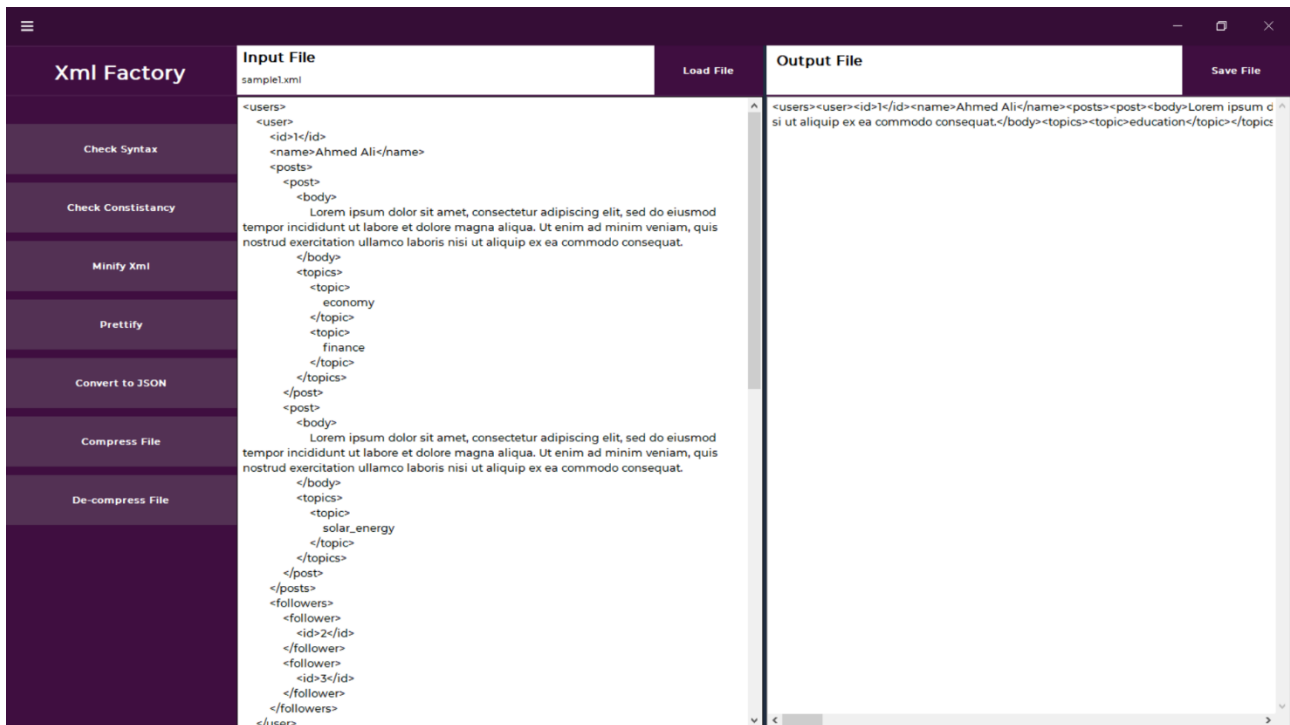 Xml Factory
Check Syntax
Check Constistancy
Minify Xml
Prettify
Convert to JSON
Compress File
De-compress File
Input File
sample1.xml
Load File
<users>
<user>
<id>1</id>
<name>Ahmed Ali</name>
<posts>
<post>
<body>
Lorem ipsum dolor sit amet, consectetur adipiscing elit, sed do eiusmod
tempor incididunt ut labore et dolore magna aliqua. Ut enim ad minim veniam, quis
nostrud exercitation ullamco laboris nisi ut aliquip ex ea commodo consequat.
</body>
<topics>
<topic>
economy
</topic>
<topic>
finance
</topic>
</topics>
</post>
<post>
<body>
Lorem ipsum dolor sit amet, consectetur adipiscing elit, sed do eiusmod
tempor incididunt ut labore et dolore magna aliqua. Ut enim ad minim veniam, quis
nostrud exercitation ullamco laboris nisi ut aliquip ex ea commodo consequat.
</body>
<topics>
<topic>
solar_energy
</topic>
</topics>
</post>
</posts>
<followers>
<follower>
<id>2</id>
</follower>
<follower>
<id>3</id>
</follower>
</followers>
</user>
Output File
Save File
<users><user><id>1</id><name>Ahmed Ali</name><posts><post><body>Lorem ipsum d
si ut aliquip ex ea commodo consequat.</body><topics><topic>education</topic></topics